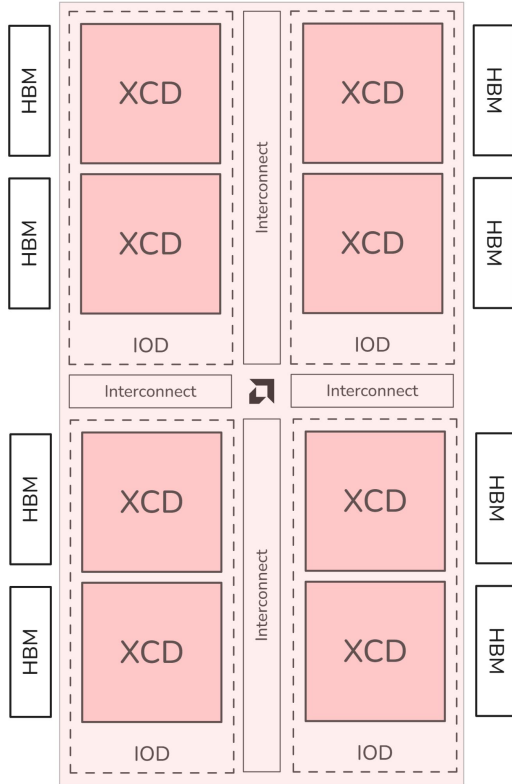 HBM
XCD
Interconnect
XCD
HBM
HBM
XCD
XCD
HBM
IOD
IOD
Interconnect
Interconnect
HBM
XCD
Interconnect
XCD
HBM
HBM
XCD
XCD
HBM
IOD
IOD